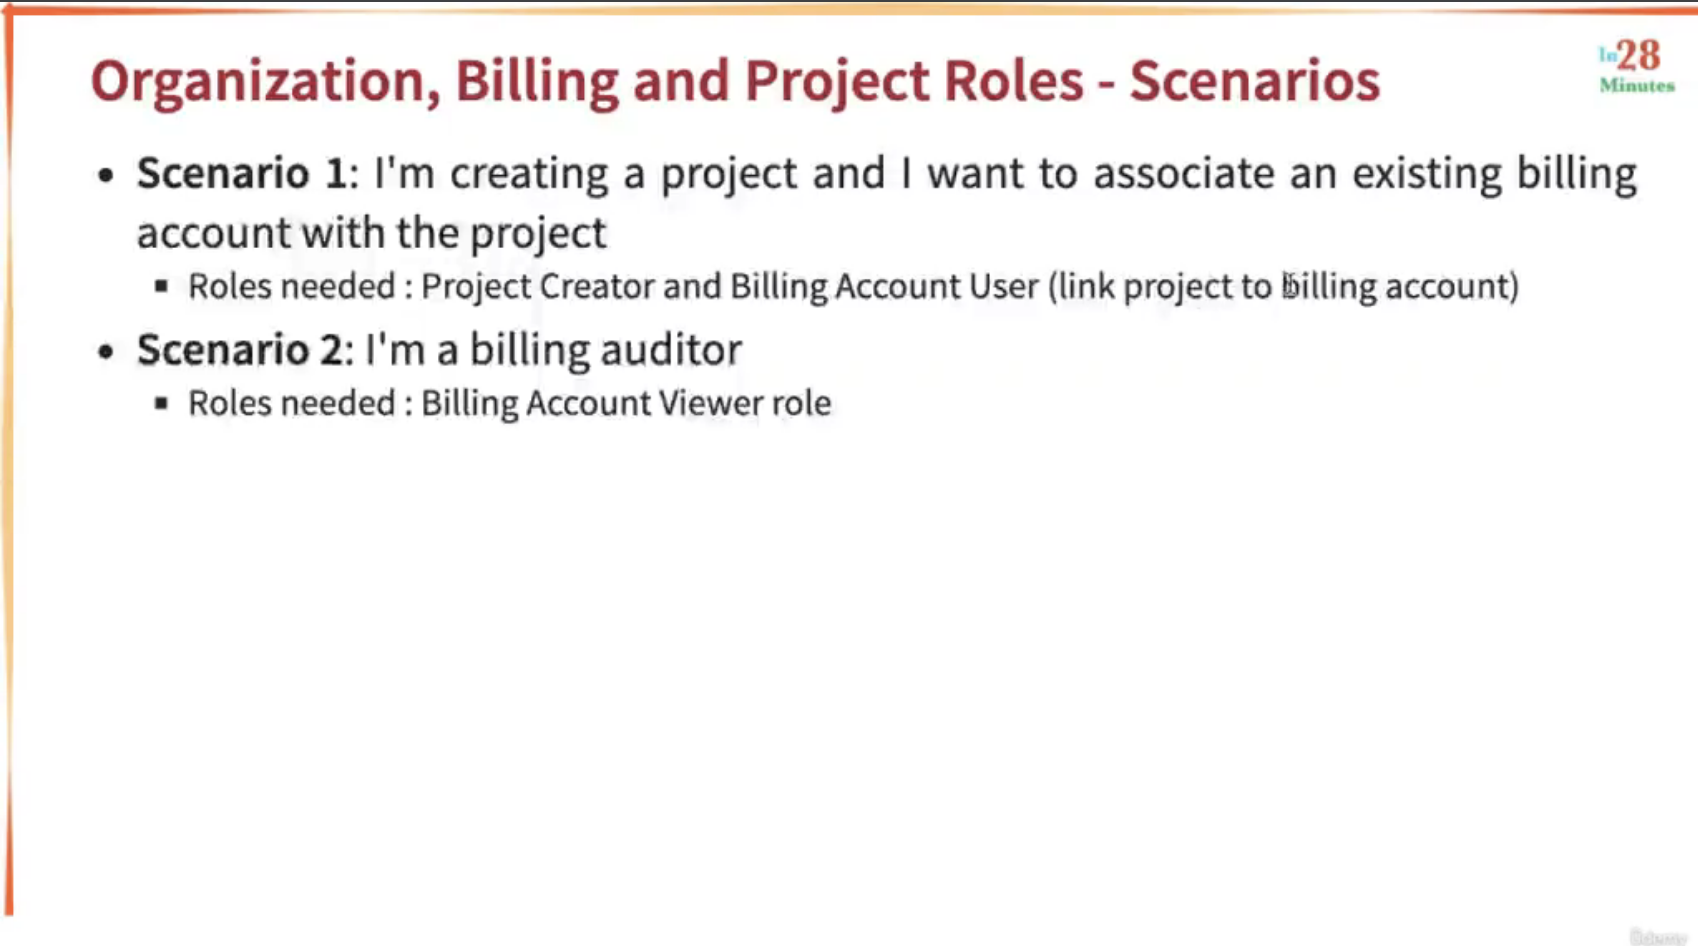 Organization, Billing and Project Roles - Scenarios
In28
Minutes
• Scenario 1: I'm creating a project and I want to associate an existing billing
account with the project
▪ Roles needed : Project Creator and Billing Account User (link project to billing account)
• Scenario 2: I'm a billing auditor
▪ Roles needed : Billing Account Viewer role
Udemy